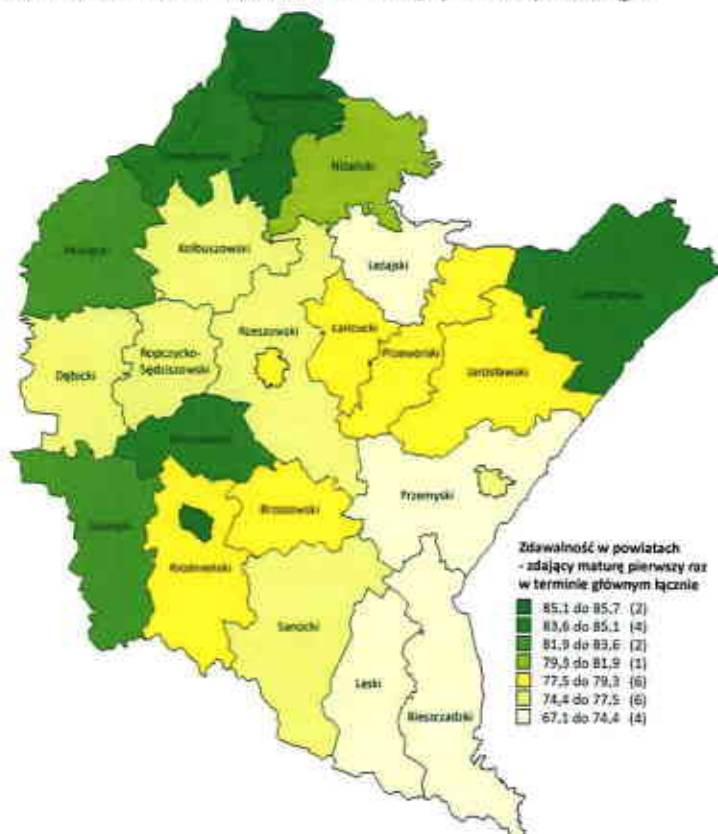 Niżański
Kolbuszowski
Leżajski
Rzeszowski
Łańcucki
Przeworski
Jarosławski
Dębicki
Ropczycko-
Sędziszowski
Przemyski
Brzozowski
Krośnieński
Sanocki
Leski
Bieszczadzki
Zdawalność w powiatach
- zdający maturę pierwszy raz
w terminie głównym łącznie
85,1 do 85,7 (2)
83,6 do 85,1 (4)
81,9 do 83,6 (2)
79,3 do 81,9 (1)
77,5 do 79,3 (6)
74,4 do 77,5 (6)
67,1 do 74,4 (4)